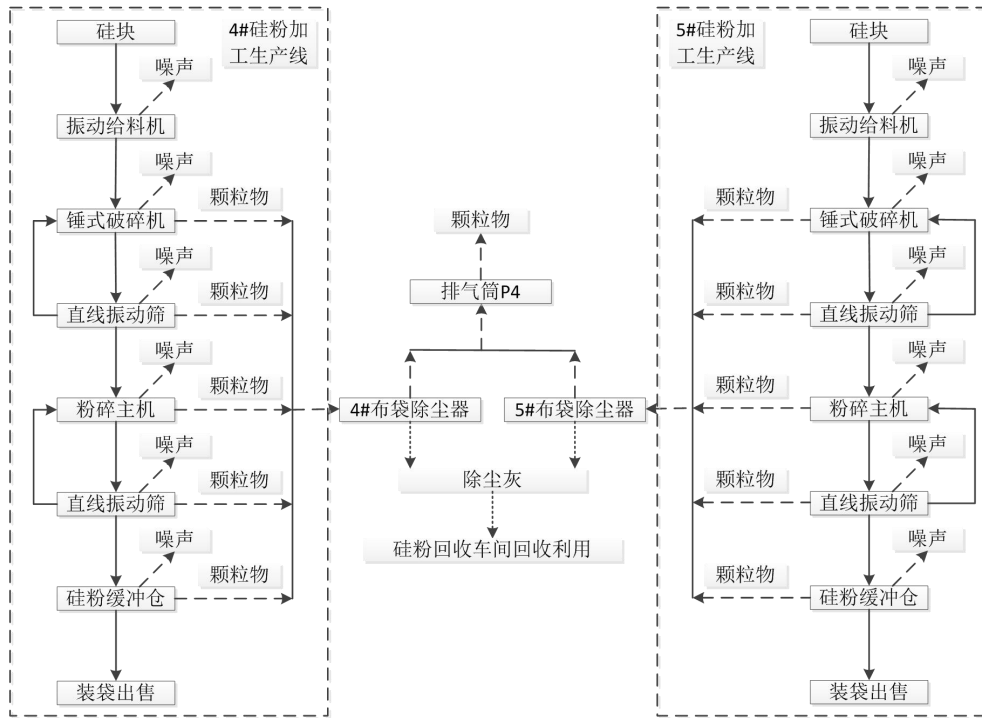 硅块
4#硅粉加
工生产线
噪声
振动给料机
噪声
颗粒物
锤式破碎机
噪声
颗粒物
直线振动筛
噪声
颗粒物
粉碎主机
噪声
颗粒物
直线振动筛
噪声
颗粒物
硅粉缓冲仓
装袋出售
颗粒物
排气筒P4
4#布袋除尘器
5#布袋除尘器
除尘灰
硅粉回收车间回收利用
5#硅粉加
工生产线
硅块
噪声
振动给料机
噪声
颗粒物
锤式破碎机
噪声
颗粒物
直线振动筛
噪声
颗粒物
粉碎主机
噪声
颗粒物
直线振动筛
噪声
颗粒物
硅粉缓冲仓
装袋出售